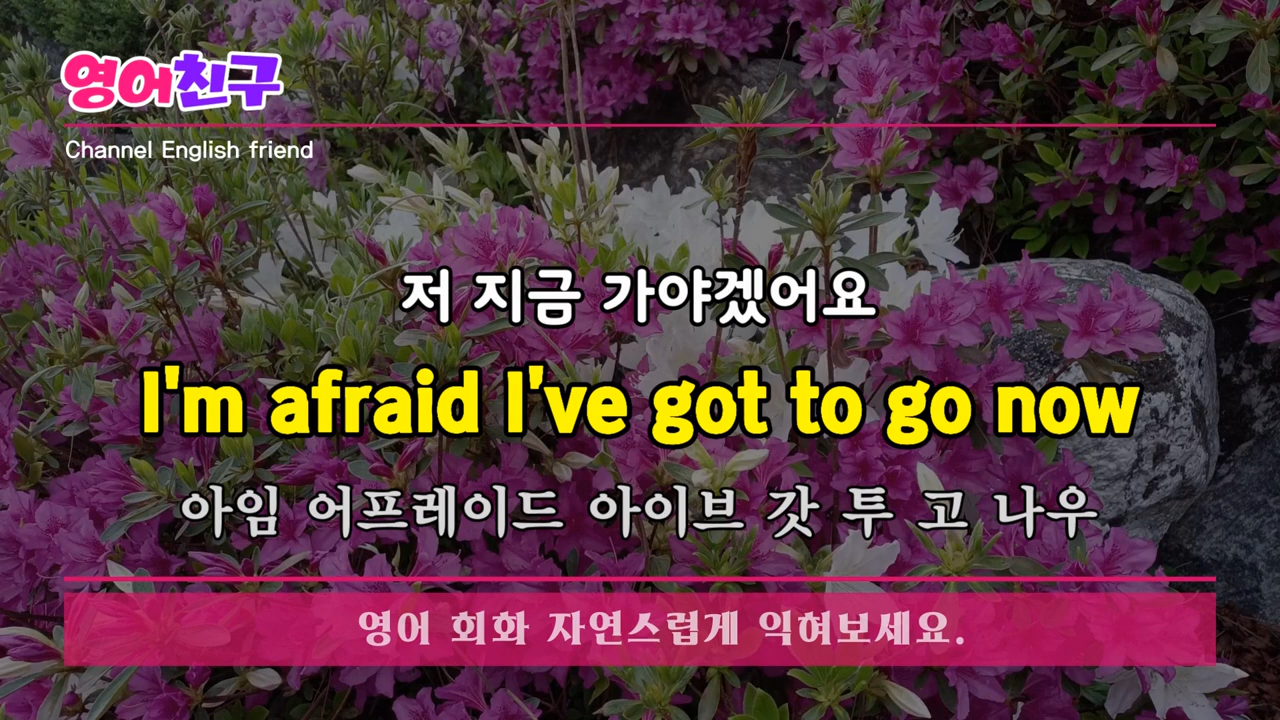 영어친구
Channel English friend
저 지금 가야겠어요
I'm afraid I've got to go now
아임 어프레이드 아이브 갓 투 고 나우
영어 회화 자연스럽게 익혀보세요.